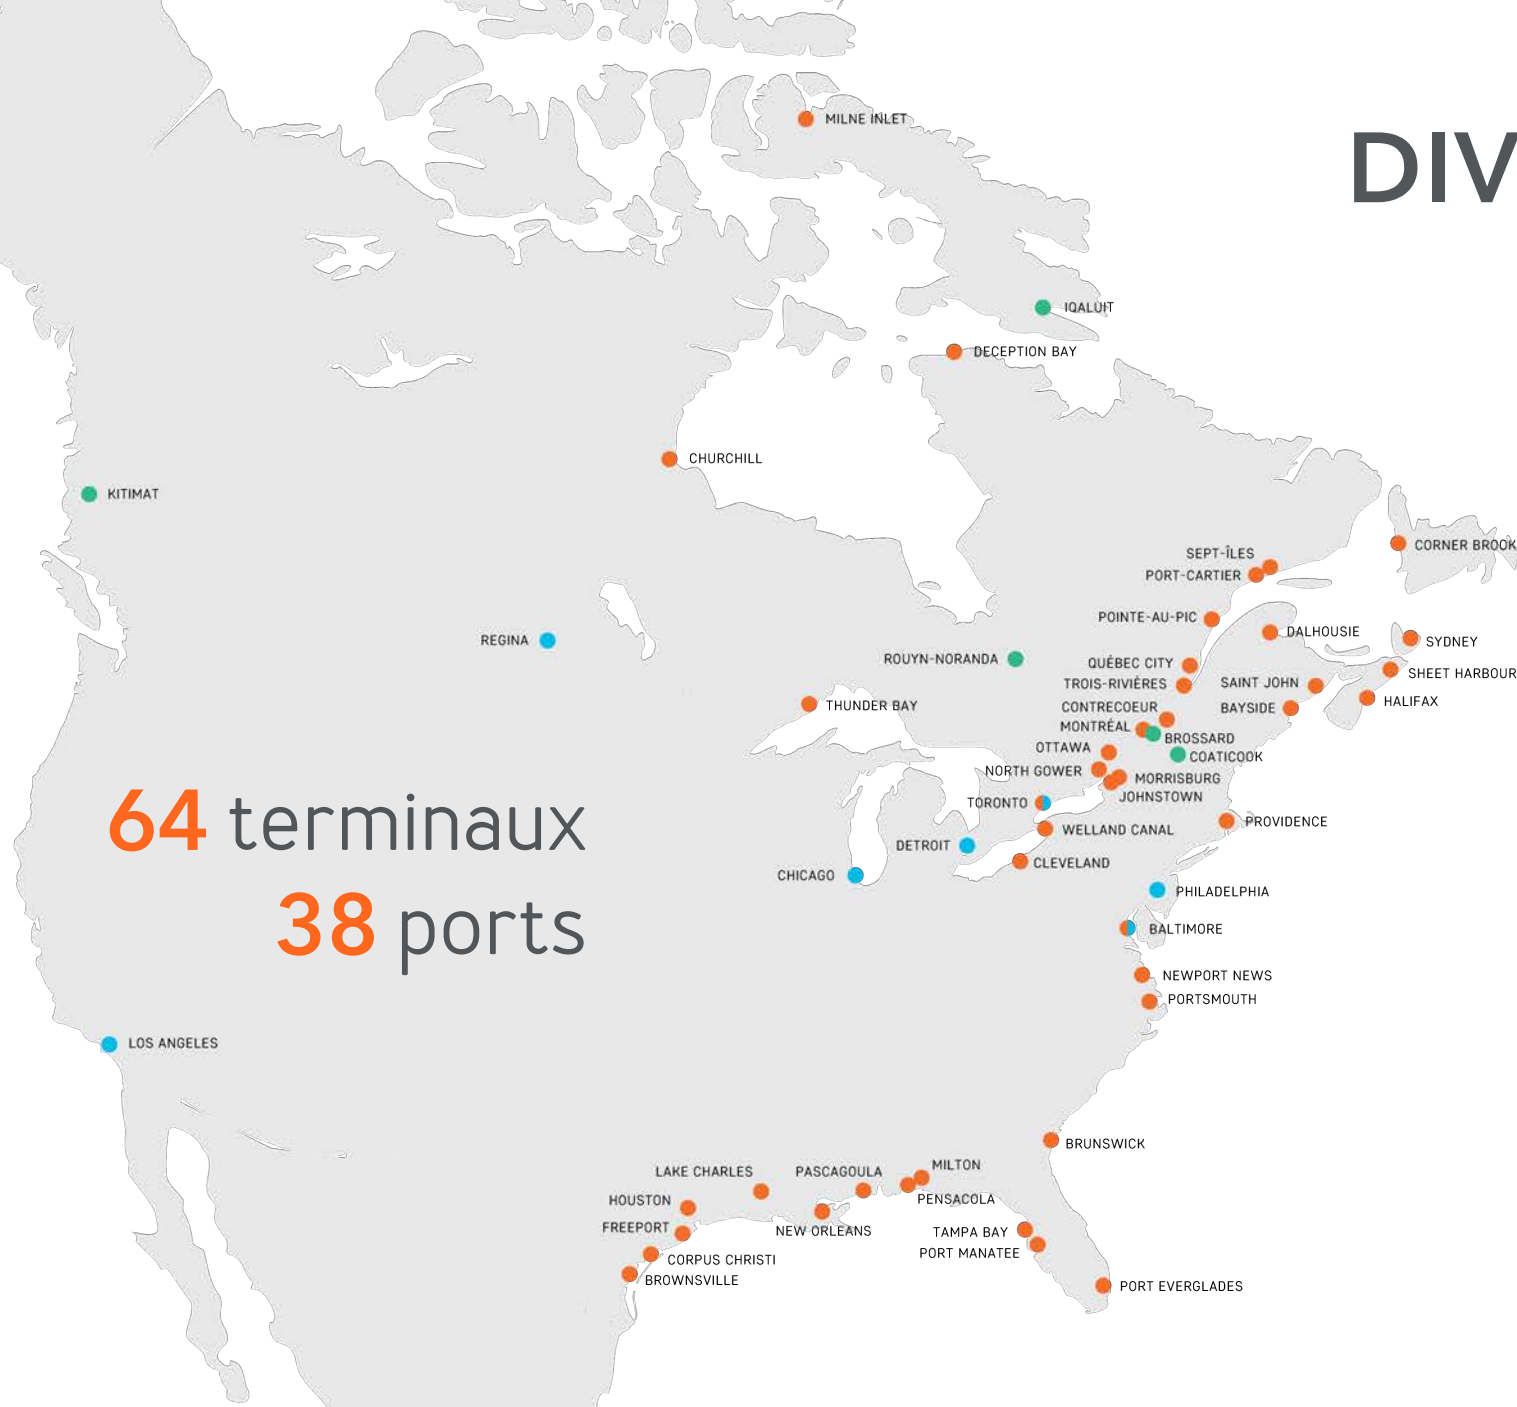 MILNE INLET
DIV
IQALUIT
DECEPTION BAY
CHURCHILL
KITIMAT
CORNER BROOK
SEPT-ÎLES
PORT-CARTIER
POINTE-AU-PIC
DALHOUSIE
REGINA
SYDNEY
ROUYN-NORANDA
QUÉBEC CITY
SHEET HARBOUR
TROIS-RIVIÈRES
SAINT JOHN
HALIFAX
THUNDER BAY
CONTRECOEUR
BAYSIDE
MONTRÉAL
BROSSARD
OTTAWA
COATICOOK
NORTH GOWER
MORRISBURG
JOHNSTOWN
TORONTO
64 terminaux
PROVIDENCE
WELLAND CANAL
DETROIT
CLEVELAND
CHICAGO
PHILADELPHIA
38 ports
BALTIMORE
NEWPORT NEWS
PORTSMOUTH
LOS ANGELES
BRUNSWICK
LAKE CHARLES
PASCAGOULA
MILTON
HOUSTON
PENSACOLA
FREEPORT
NEW ORLEANS
TAMPA BAY
PORT MANATEE
CORPUS CHRISTI
BROWNSVILLE
PORT EVERGLADES